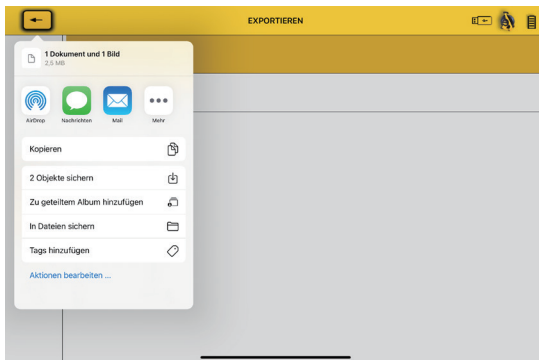 EXPORTIEREN
1 Dokument und 1 Bild
2,5 MB
AirDrop Nachrichten Mail Mehr
Kopieren
2 Objekte sichern
Zu geteiltem Album hinzufügen
In Dateien sichern
Tags hinzufügen
Aktionen bearbeiten ...